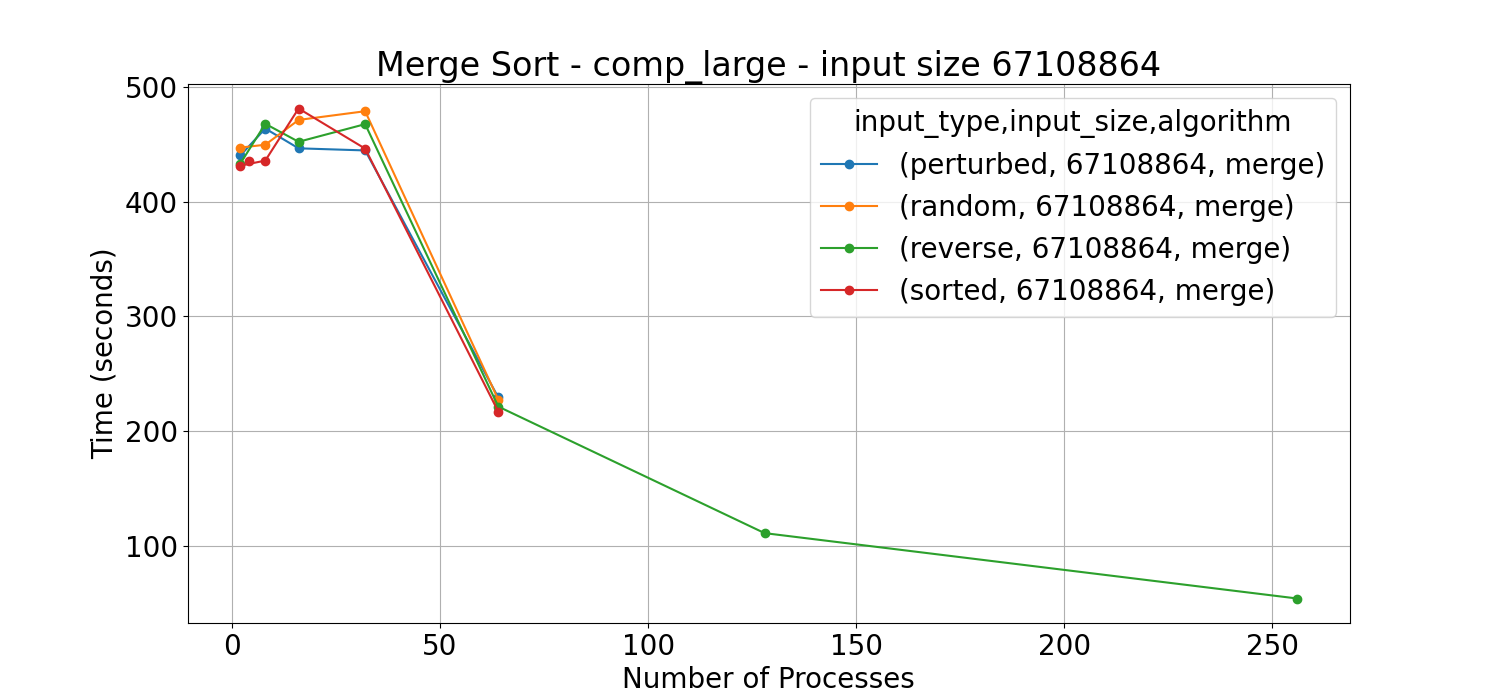 Merge Sort - comp_large - input size 67108864
500
400
300
200
100
Time (seconds)
input_type,input_size,algorithm
(perturbed, 67108864, merge)
(random, 67108864, merge)
(reverse, 67108864, merge)
(sorted, 67108864, merge)
0 50 100 150 200 250
Number of Processes